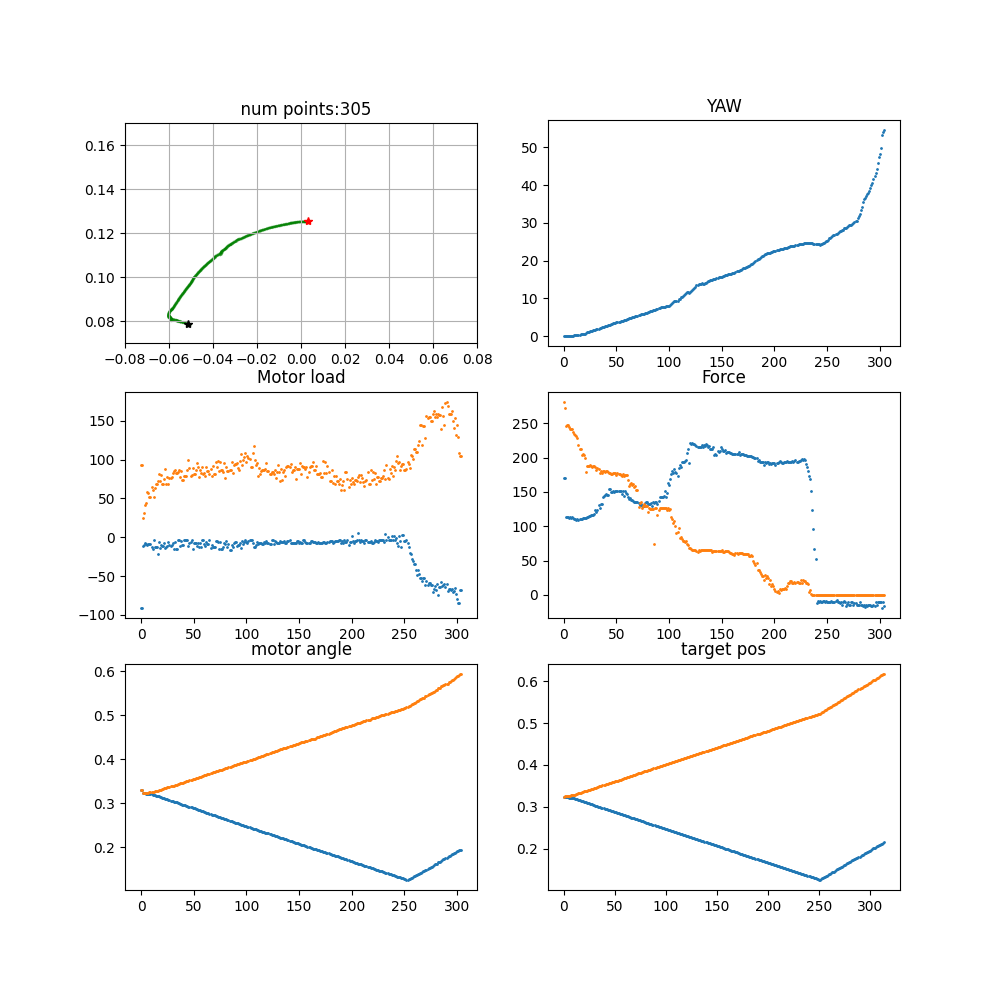 num points:305
YAW
0.16
0.14
0.12
0.10
0.08
−0.08 −0.06 −0.04 −0.02 0.00 0.02 0.04 0.06 0.08
50
40
30
20
10
0
0 50 100 150 200 250 300
Motor load
Force
150
100
50
0
−50
−100
0 50 100 150 200 250 300
250
200
150
100
50
0
0 50 100 150 200 250 300
motor angle
target pos
0.6
0.5
0.4
0.3
0.2
0 50 100 150 200 250 300
0.6
0.5
0.4
0.3
0.2
0 50 100 150 200 250 300